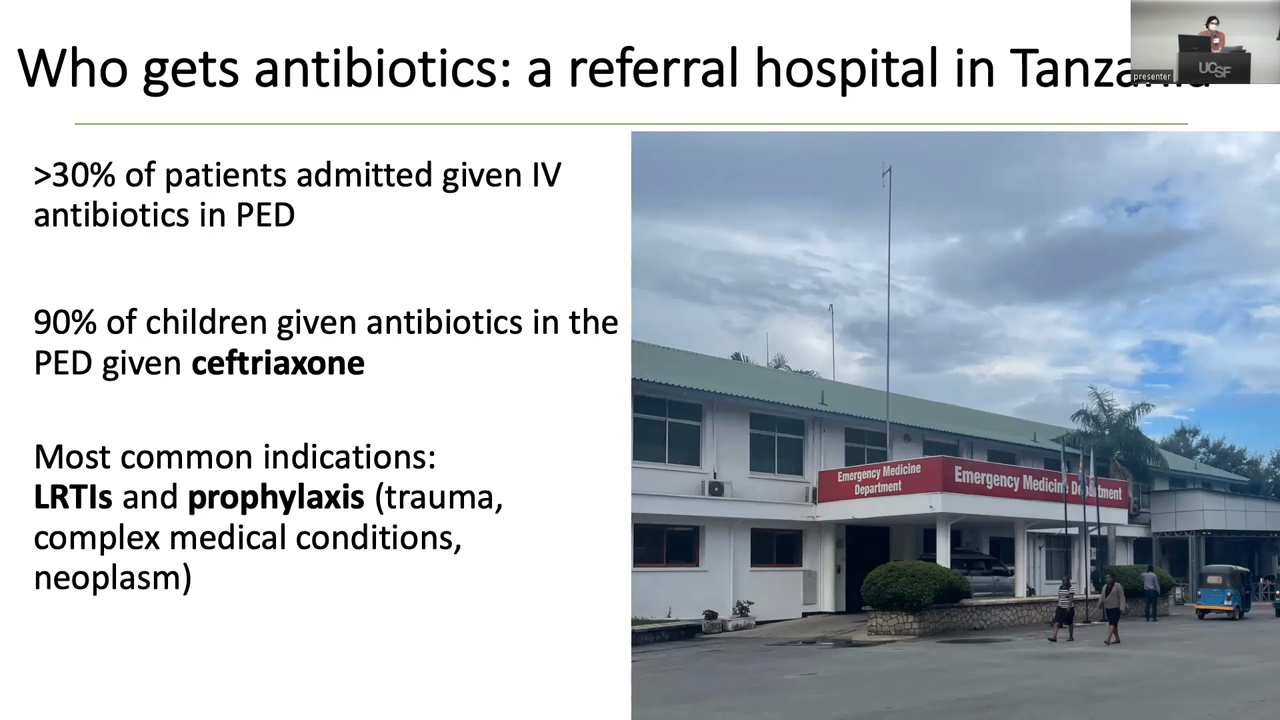 Who gets antibiotics: a referral hospital in
presenter
UCSF
>30% of patients admitted given IV
antibiotics in PED
90% of children given antibiotics in the
PED given ceftriaxone
Most common indications:
LRTIs and prophylaxis (trauma,
complex medical conditions,
neoplasm)
Emergency Medicine
Department
Emergency Medicine